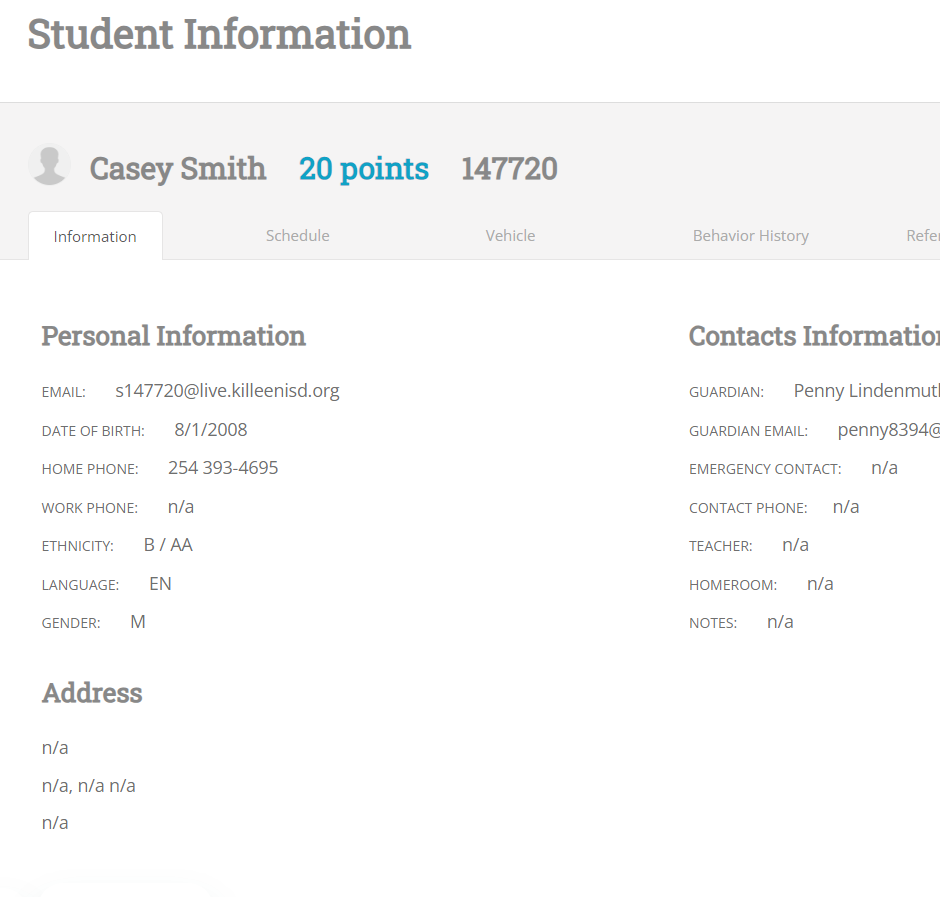 Student Information
Casey Smith 20 points 147720
Information Schedule Vehicle Behavior History
Personal Information
EMAIL: s147720@live.killeenisd.org
DATE OF BIRTH: 8/1/2008
HOME PHONE: 254 393-4695
WORK PHONE: n/a
ETHNICITY: B / AA
LANGUAGE: EN
GENDER: M
Address
n/a
n/a, n/a n/a
n/a
Contacts
GUARDIAN: Penny
GUARDIAN EMAIL: penny8394@
EMERGENCY CONTACT: n/a
CONTACT PHONE: n/a
TEACHER: n/a
HOMEROOM: n/a
NOTES: n/a